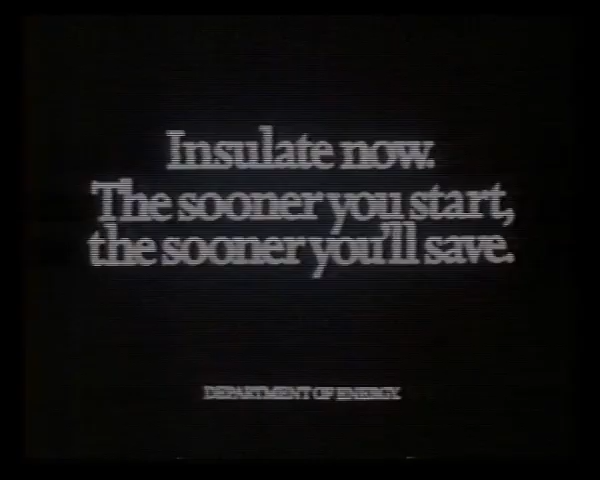 Insulate now.
The sooner you start,
the sooner you'll save.
DEPARTMENT OF ENERGY